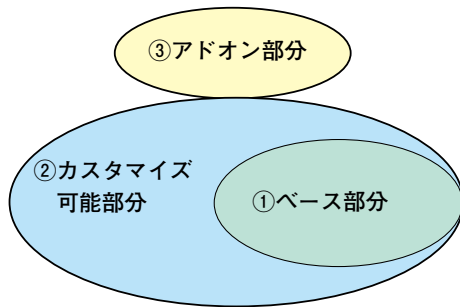 ③アドオン部分
②カスタマイズ
可能部分
①ベース部分